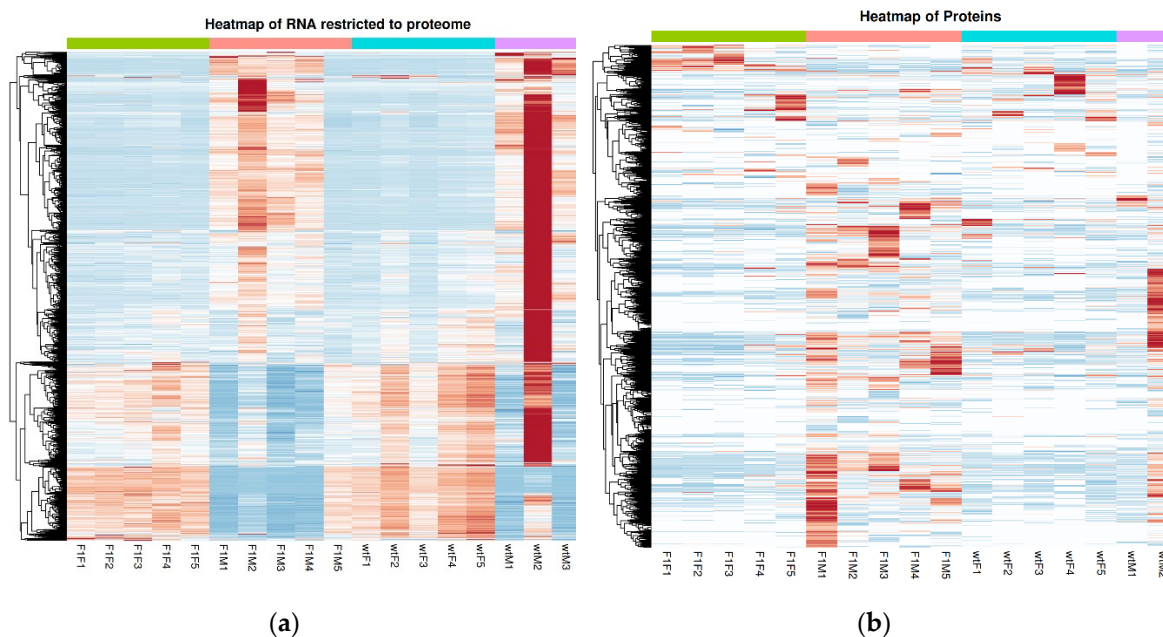 Heatmap of RNA restricted to proteome
F1F1 F1F2 F1F3 F1F4 F1F5 F1M1 F1M2 F1M3 F1M4 F1M5 wtF1 wtF2 wtF3 wtF4 wtF5 wtM1 wtM2 wtM3
(a)
Heatmap of Proteins
F1F1 F1F2 F1F3 F1F4 F1F5 F1M1 F1M2 F1M3 F1M4 F1M5 wtF1 wtF2 wtF3 wtF4 wtF5 wtM1 wtM2
(b)